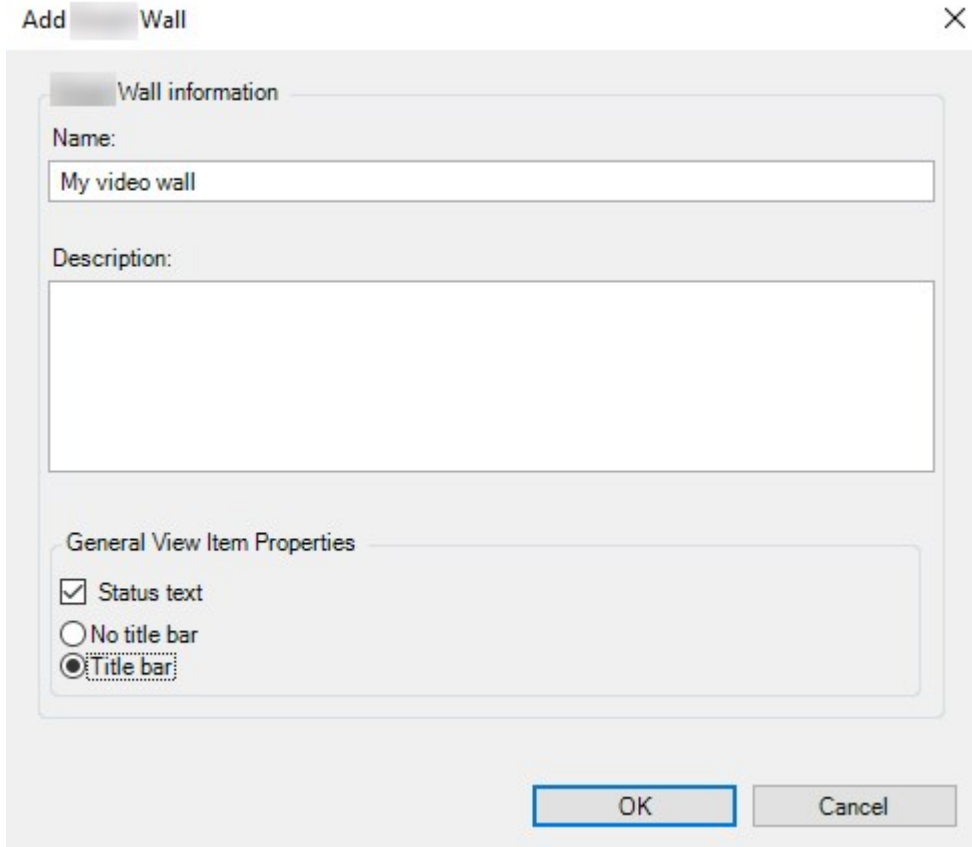 Add Wall
Wall information
Name:
My video wall
Description:
General View Item Properties
Status text
No title bar
Title bar
OK
Cancel